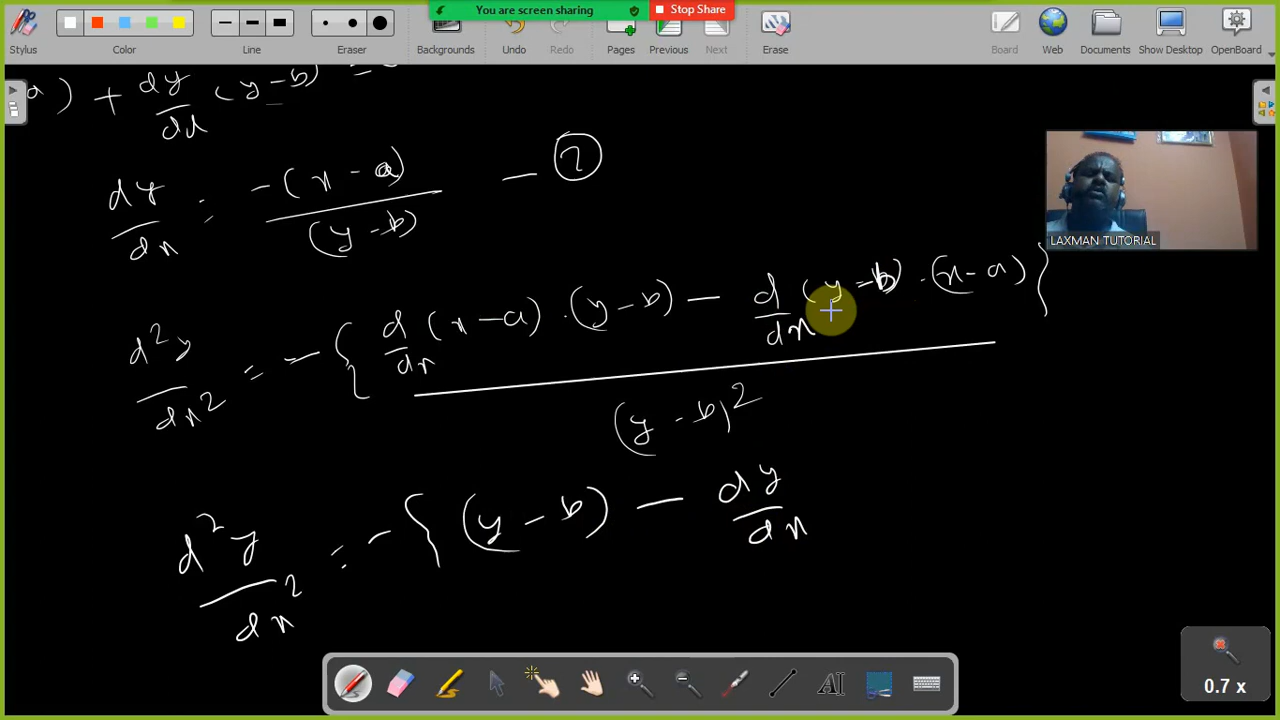 You are screen sharing Stop Share
Stylus Color Line Eraser Backgrounds Undo Redo Pages Previous Next Erase Board Web Documents Show Desktop OpenBoard
a ) + dy/dx (y-b) =
dy/dx = -(x-a)/(y-b) — 2
LAXMAN TUTORIAL
d²y/dx² = -{ d/dx (x-a) . (y-b) - d/dx (y-b) . (x-a) } / (y-b)²
d²y/dx² = -{ (y-b) - dy/dx
0.7 x